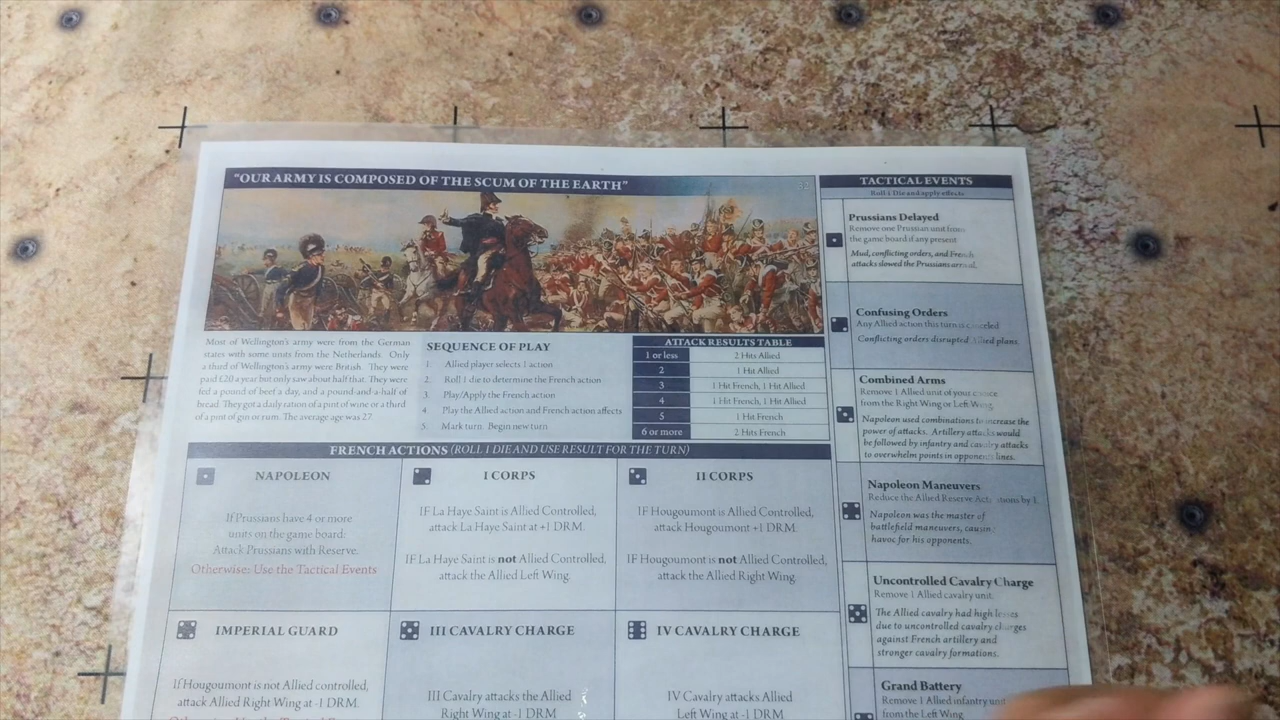 "OUR ARMY IS COMPOSED OF THE SCUM OF THE EARTH"
Most of Wellington's army were from the German
states with some units from the Netherlands. Only
a third of Wellington's army were British. They were
paid £20 a year but only saw about half that. They were
fed a pound of beef a day, and a pound-and-a-half of
bread. They got a daily ration of a pint of wine or a third
of a pint of gin or rum. The average age was 27.
SEQUENCE OF PLAY
1. Allied player selects 1 action
2. Roll 1 die to determine the French action
3. Play/Apply the French action
4. Play the Allied action and French action affects
5. Mark turn. Begin new turn
ATTACK RESULTS TABLE
1 or less 2 Hits Allied
2 1 Hit Allied
3 1 Hit French, 1 Hit Allied
4 1 Hit French, 1 Hit Allied
5 1 Hit French
6 or more 2 Hits French
FRENCH ACTIONS (ROLL 1 DIE AND USE RESULT FOR THE TURN)
NAPOLEON
If Prussians have 4 or more
units on the game board:
Attack Prussians with Reserve.
Otherwise: Use the Tactical Events
I CORPS
IF La Haye Saint is Allied Controlled,
attack La Haye Saint at +1 DRM.
IF La Haye Saint is not Allied Controlled,
attack the Allied Left Wing.
II CORPS
IF Hougoumont is Allied Controlled,
attack Hougoumont +1 DRM.
IF Hougoumont is not Allied Controlled,
attack the Allied Right Wing
IMPERIAL GUARD
If Hougoumont is not Allied controlled,
attack Allied Right Wing at -1 DRM.
III CAVALRY CHARGE
III Cavalry attacks the Allied
Right Wing at -1 DRM
IV CAVALRY CHARGE
IV Cavalry attacks Allied
Left Wing at -1 DRM
TACTICAL EVENTS
Roll 1 Die and apply effects
Prussians Delayed
Remove one Prussian unit from
the game board if any present
Mud, conflicting orders, and French
attacks slowed the Prussians arrival.
Confusing Orders
Any Allied action this turn is canceled
Conflicting orders disrupted Allied plans.
Combined Arms
Remove 1 Allied unit of your choice
from the Right Wing or Left Wing.
Napoleon used combinations to increase the
power of attacks. Artillery attacks would
be followed by infantry and cavalry attacks
to overwhelm points in opponents lines.
Napoleon Maneuvers
Reduce the Allied Reserve Actions by 1.
Napoleon was the master of
battlefield maneuvers, causing
havoc for his opponents.
Uncontrolled Cavalry Charge
Remove 1 Allied cavalry unit.
The Allied cavalry had high losses
due to uncontrolled cavalry charges
against French artillery and
stronger cavalry formations.
Grand Battery
Remove 1 Allied infantry unit
from the Left Wing